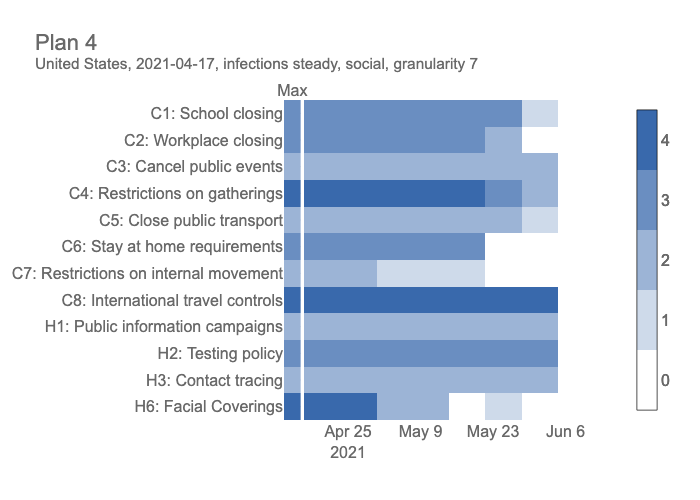 Plan 4
United States, 2021-04-17, infections steady, social, granularity 7
Max
C1: School closing
C2: Workplace closing
C3: Cancel public events
C4: Restrictions on gatherings
C5: Close public transport
C6: Stay at home requirements
C7: Restrictions on internal movement
C8: International travel controls
H1: Public information campaigns
H2: Testing policy
H3: Contact tracing
H6: Facial Coverings
Apr 25 May 9 May 23 Jun 6
2021
4
3
2
1
0